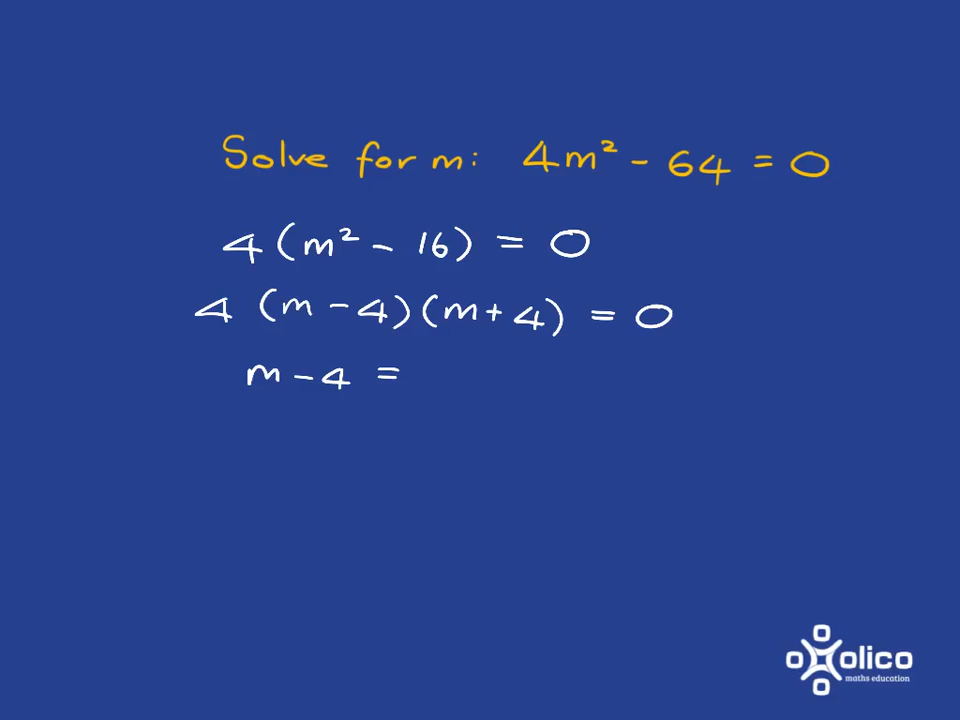 Solve for m: 4m² - 64 = 0
4(m² - 16) = 0
4 (m - 4)(m + 4) = 0
m - 4 =
olico
maths education